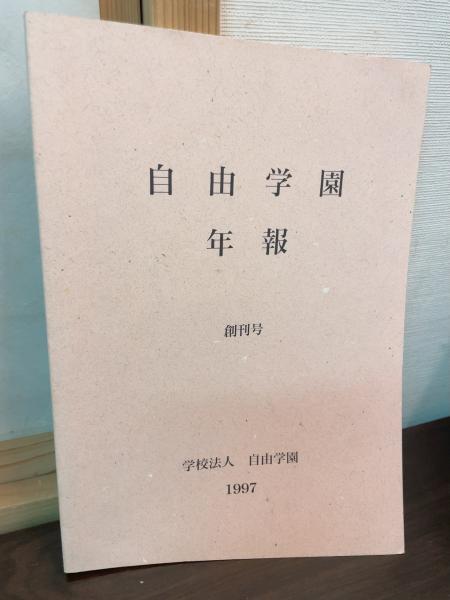 自由学園
年報
創刊号
学校法人 自由学園
1997